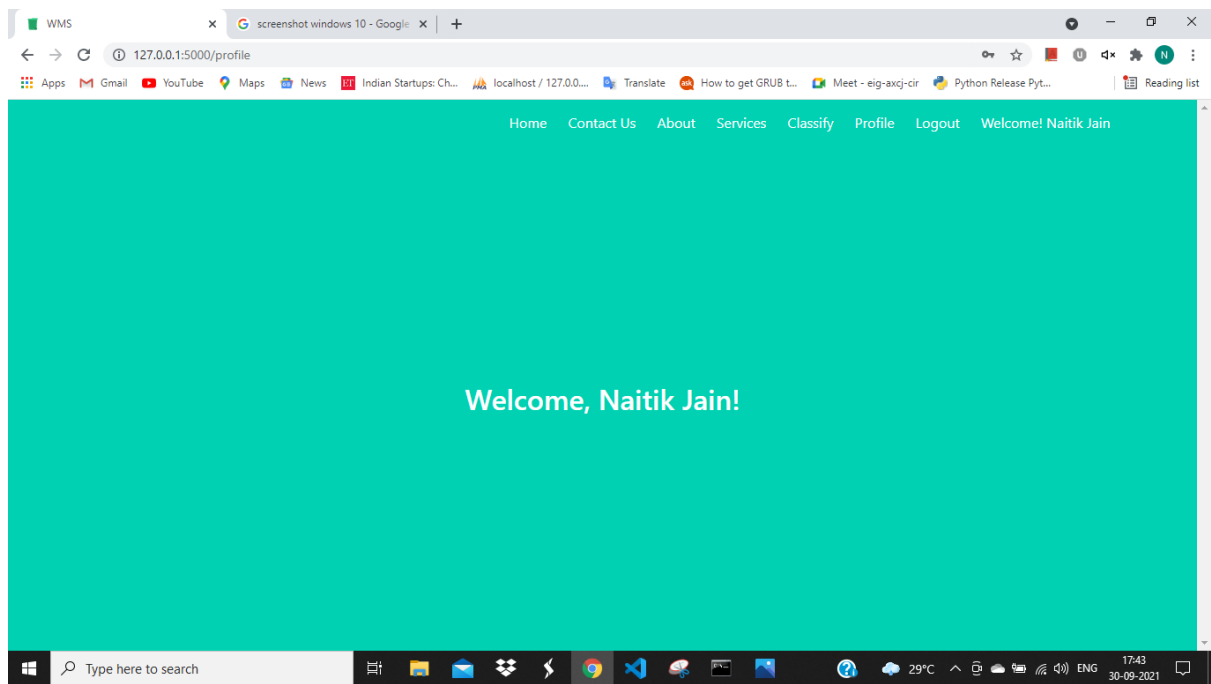 WMS screenshot windows 10 - Google
127.0.0.1:5000/profile
Apps Gmail YouTube Maps News Indian Startups: Ch... localhost / 127.0.0.... Translate How to get GRUB t... Meet - eig-axcj-cir Python Release Pyt... Reading list
Home Contact Us About Services Classify Profile Logout Welcome! Naitik Jain
Welcome, Naitik Jain!
Type here to search 29°C ENG 17:43
30-09-2021